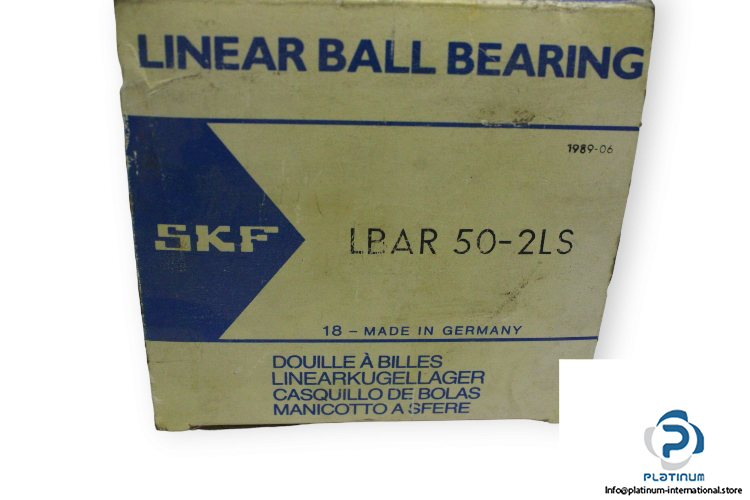 LINEAR BALL BEARING
1989-06
SKF
LBAR 50-2LS
18 - MADE IN GERMANY
DOUILLE À BILLES
LINEARKUGELLAGER
CASQUILLO DE BOLAS
MANICOTTO A SFERE
PLATINUM
Info@platinum-international.store